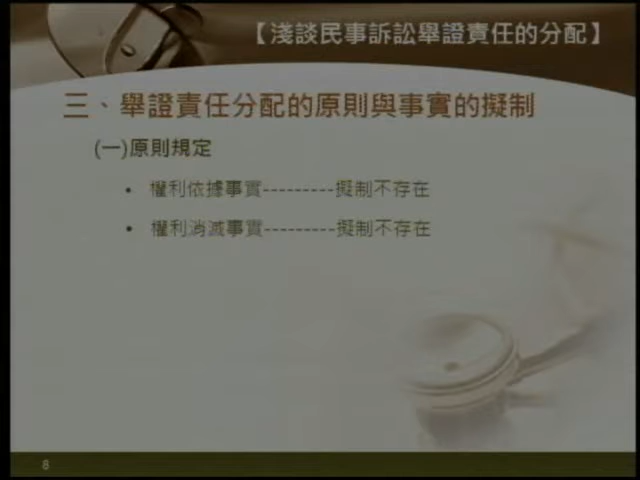 【淺談民事訴訟舉證責任的分配】
三、舉證責任分配的原則與事實的擬制
(一)原則規定
• 權利依據事實---------擬制不存在
• 權利消滅事實---------擬制不存在
8